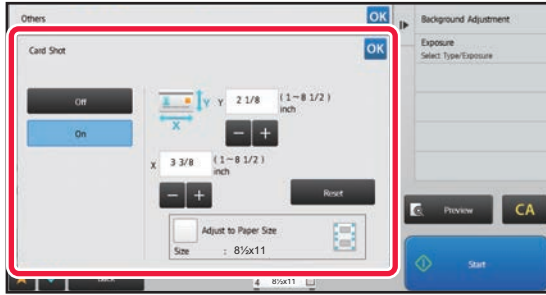 Others
OK
Card Shot
OK
Off
On
Y
X
Y
2 1/8
(1~8 1/2)
inch
X
3 3/8
(1~8 1/2)
inch
Reset
Adjust to Paper Size
Size : 8½x11
Background Adjustment
Exposure
Select Type/Exposure
Preview
CA
Start
Back
4
8½x11